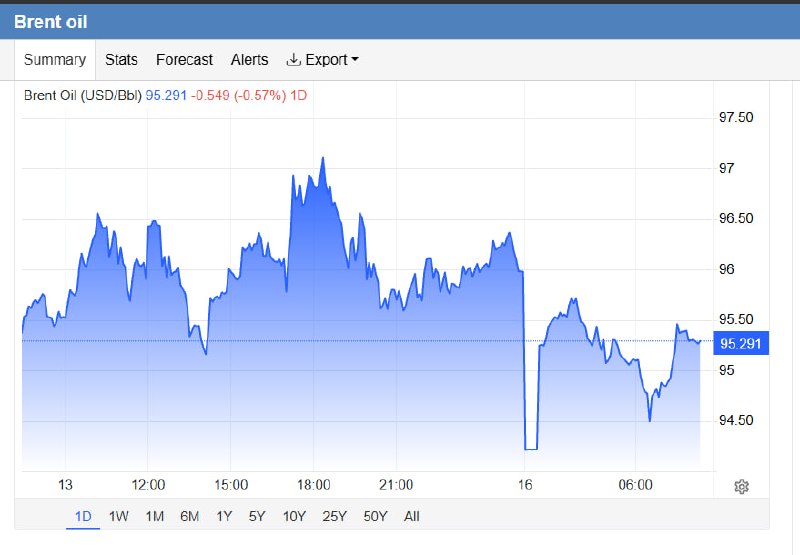 Brent oil
Summary Stats Forecast Alerts Export
Brent Oil (USD/Bbl) 95.291 -0.549 (-0.57%) 1D
97.50
97
96.50
96
95.50
95.291
95
94.50
13 12:00 15:00 18:00 21:00 16 06:00
1D 1W 1M 6M 1Y 5Y 10Y 25Y 50Y All